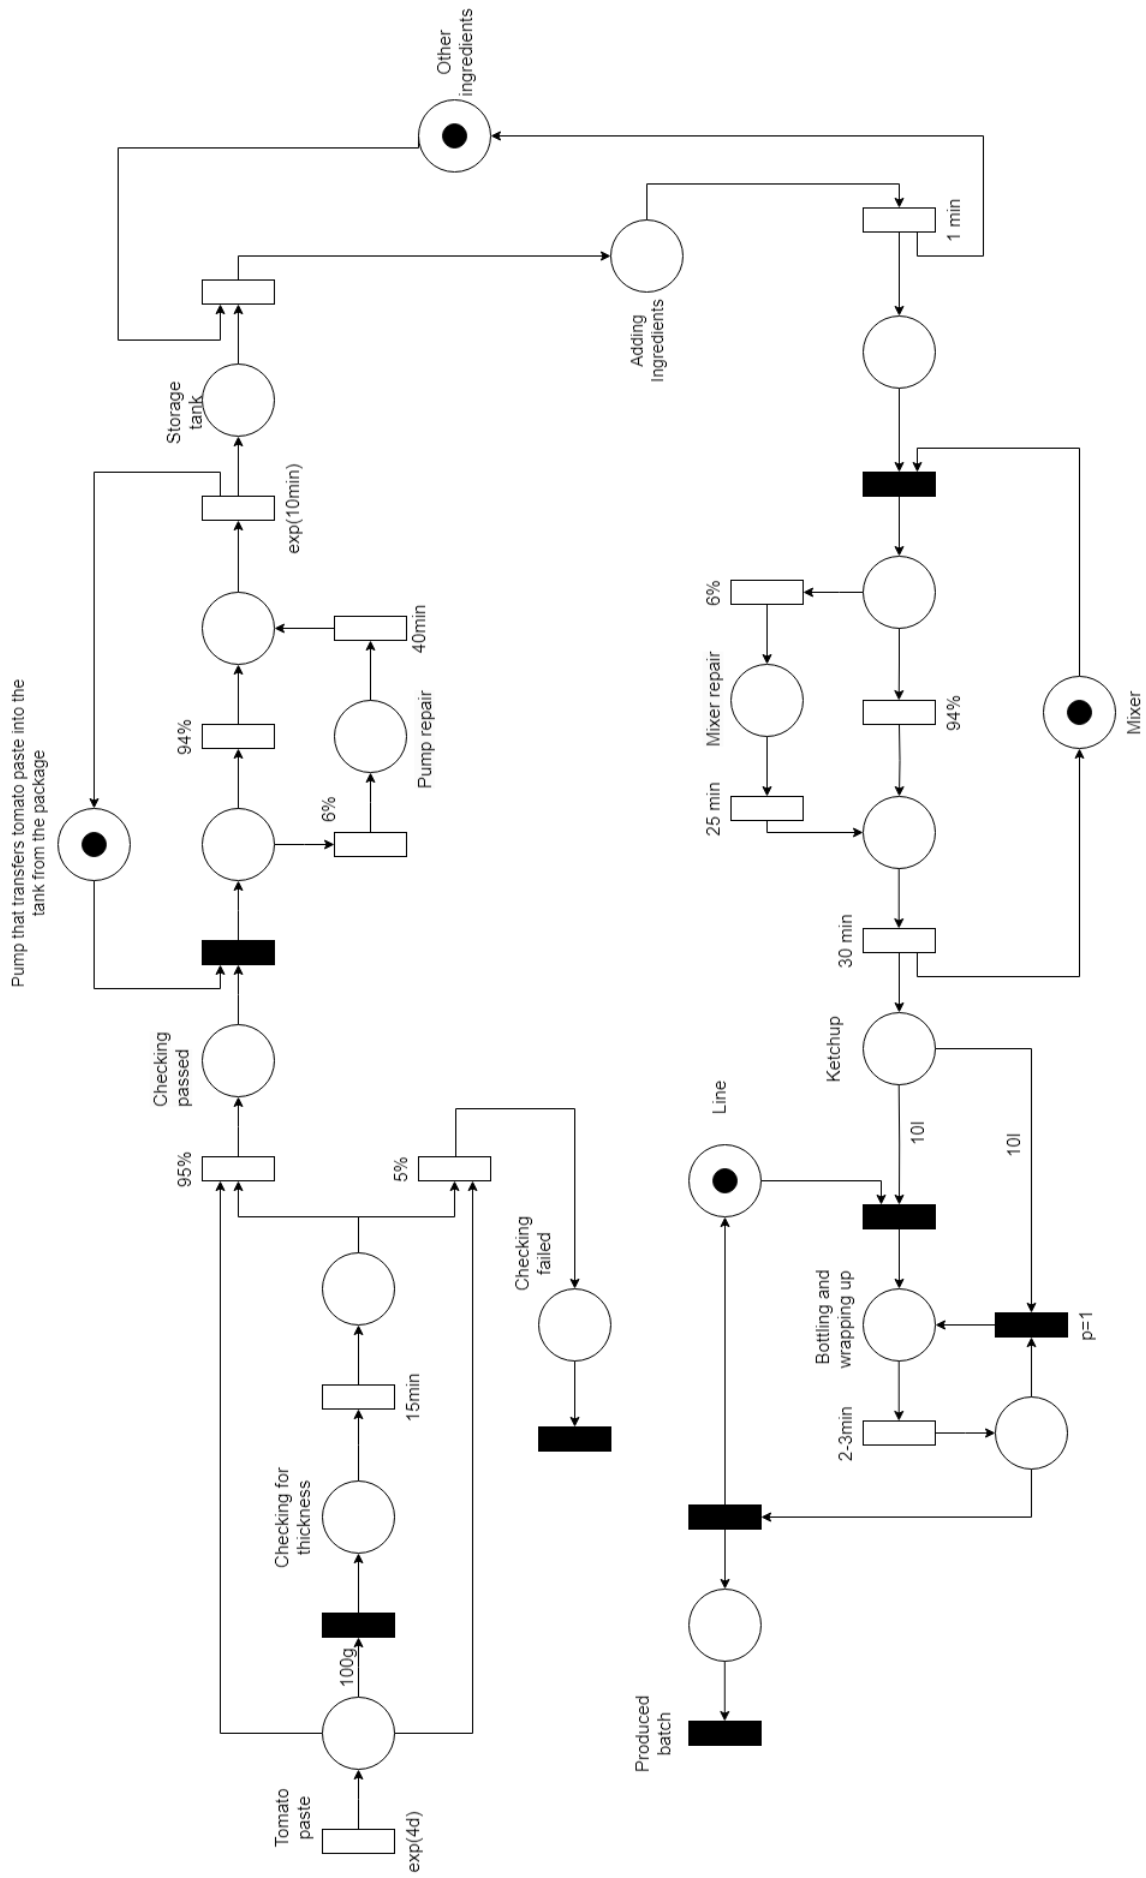 Tomato
paste
exp(4d)
100g
Checking for
thickness
15min
95%
5%
Checking
failed
Checking
passed
Pump that transfers tomato paste into the
tank from the package
94%
6%
Pump repair
40min
exp(10min)
Storage
tank
Other
ingredients
Adding
Ingredients
1 min
6%
Mixer repair
94%
25 min
Mixer
30 min
Ketchup
10l
10l
Line
Bottling and
wrapping up
p=1
2-3min
Produced
batch